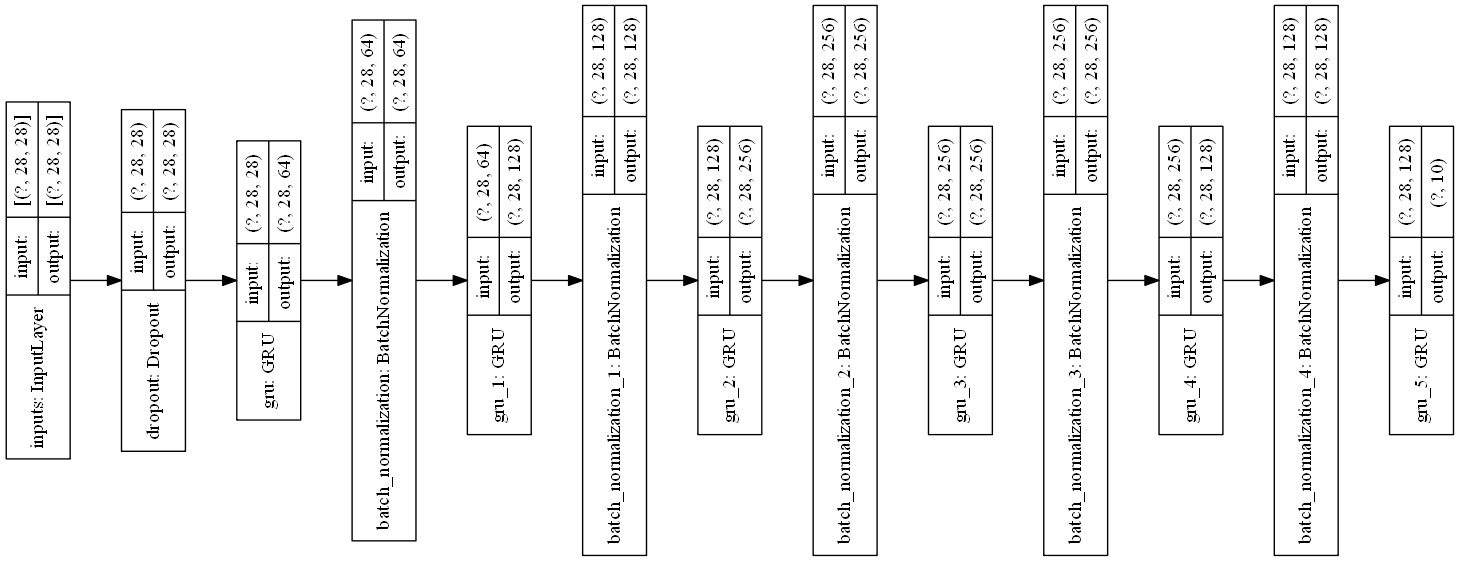 inputs: InputLayer
input:
[(?, 28, 28)]
output:
[(?, 28, 28)]
dropout: Dropout
input:
(?, 28, 28)
output:
(?, 28, 28)
gru: GRU
input:
(?, 28, 28)
output:
(?, 28, 64)
batch_normalization: BatchNormalization
input:
(?, 28, 64)
output:
(?, 28, 64)
gru_1: GRU
input:
(?, 28, 64)
output:
(?, 28, 128)
batch_normalization_1: BatchNormalization
input:
(?, 28, 128)
output:
(?, 28, 128)
gru_2: GRU
input:
(?, 28, 128)
output:
(?, 28, 256)
batch_normalization_2: BatchNormalization
input:
(?, 28, 256)
output:
(?, 28, 256)
gru_3: GRU
input:
(?, 28, 256)
output:
(?, 28, 256)
batch_normalization_3: BatchNormalization
input:
(?, 28, 256)
output:
(?, 28, 256)
gru_4: GRU
input:
(?, 28, 256)
output:
(?, 28, 128)
batch_normalization_4: BatchNormalization
input:
(?, 28, 128)
output:
(?, 28, 128)
gru_5: GRU
input:
(?, 28, 128)
output:
(?, 10)